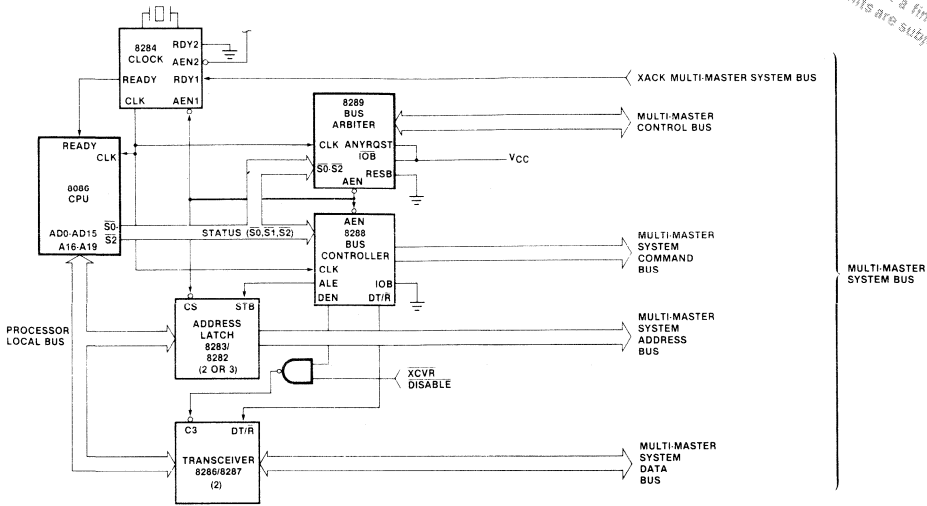 a fin
nts are subj
8284
CLOCK
RDY2
AEN2
READY
RDY1
CLK
AEN1
XACK MULTI-MASTER SYSTEM BUS
8289
BUS
ARBITER
CLK ANYRQST
IOB
S0-S2
RESB
AEN
MULTI-MASTER
CONTROL BUS
VCC
READY
CLK
8086
CPU
AD0-AD15
A16-A19
S0-
S2
STATUS (S0,S1,S2)
AEN
8288
BUS
CONTROLLER
CLK
ALE
IOB
DEN
DT/R
MULTI-MASTER
SYSTEM
COMMAND
BUS
MULTI-MASTER
SYSTEM BUS
CS
STB
ADDRESS
LATCH
8283/
8282
(2 OR 3)
PROCESSOR
LOCAL BUS
MULTI-MASTER
SYSTEM
ADDRESS
BUS
XCVR
DISABLE
C3
DT/R
TRANSCEIVER
8286/8287
(2)
MULTI-MASTER
SYSTEM
DATA
BUS